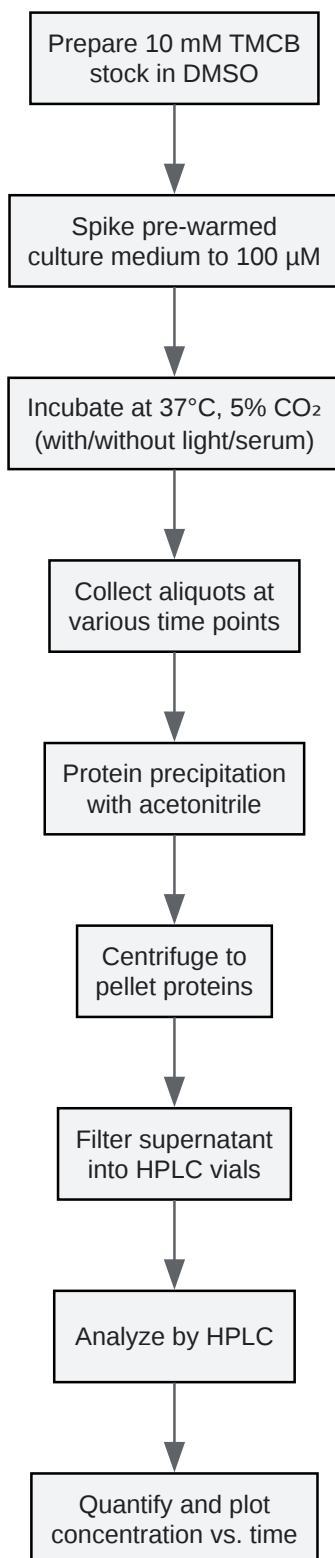 Prepare 10 mM TMCB
stock in DMSO
Spike pre-warmed
culture medium to 100 µM
Incubate at 37°C, 5% CO₂
(with/without light/serum)
Collect aliquots at
various time points
Protein precipitation
with acetonitrile
Centrifuge to
pellet proteins
Filter supernatant
into HPLC vials
Analyze by HPLC
Quantify and plot
concentration vs. time